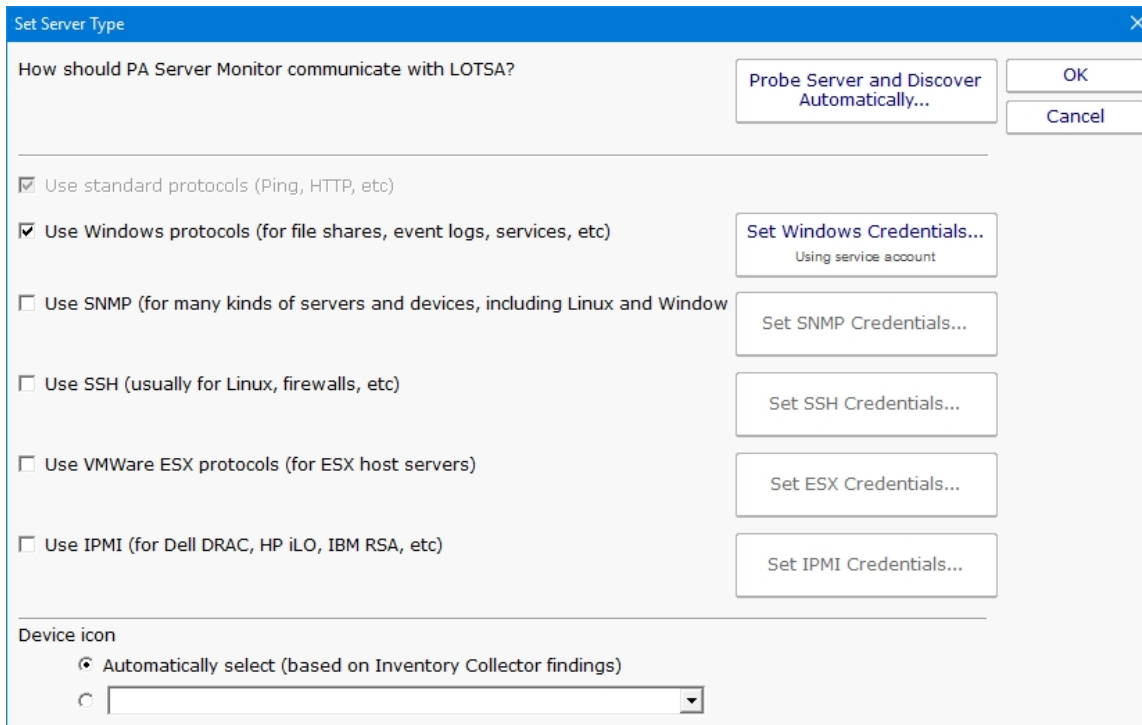 Set Server Type
How should PA Server Monitor communicate with LOTSA?
Probe Server and Discover
Automatically...
OK
Cancel
Use standard protocols (Ping, HTTP, etc)
Use Windows protocols (for file shares, event logs, services, etc)
Set Windows Credentials...
Using service account
Use SNMP (for many kinds of servers and devices, including Linux and Window
Set SNMP Credentials...
Use SSH (usually for Linux, firewalls, etc)
Set SSH Credentials...
Use VMWare ESX protocols (for ESX host servers)
Set ESX Credentials...
Use IPMI (for Dell DRAC, HP iLO, IBM RSA, etc)
Set IPMI Credentials...
Device icon
Automatically select (based on Inventory Collector findings)